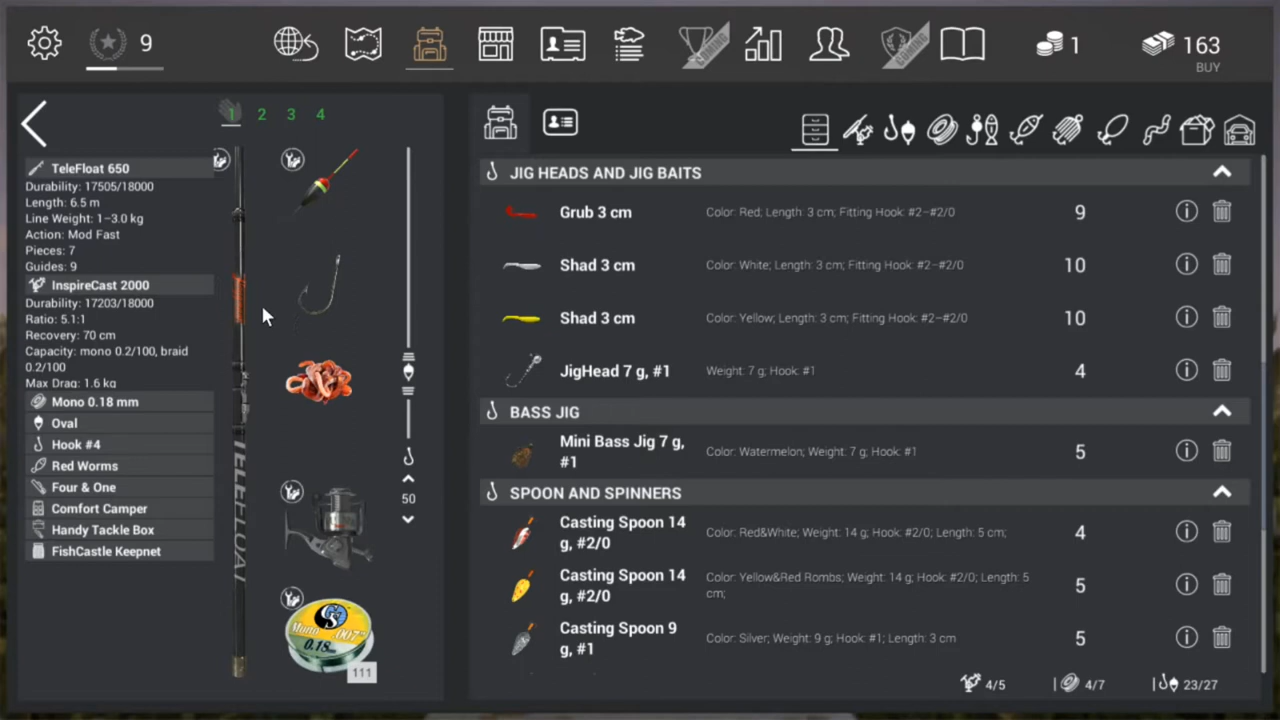 9
1
163
BUY
1 2 3 4
TeleFloat 650
Durability: 17505/18000
Length: 6.5 m
Line Weight: 1–3.0 kg
Action: Mod Fast
Pieces: 7
Guides: 9
InspireCast 2000
Durability: 17203/18000
Ratio: 5.1:1
Recovery: 70 cm
Capacity: mono 0.2/100, braid
0.2/100
Max Drag: 1.6 kg
Mono 0.18 mm
Oval
Hook #4
Red Worms
Four & One
Comfort Camper
Handy Tackle Box
FishCastle Keepnet
TELEFLOAT
50
Mono .007"
0.18mm
111
JIG HEADS AND JIG BAITS
Grub 3 cm Color: Red; Length: 3 cm; Fitting Hook: #2–#2/0 9
Shad 3 cm Color: White; Length: 3 cm; Fitting Hook: #2–#2/0 10
Shad 3 cm Color: Yellow; Length: 3 cm; Fitting Hook: #2–#2/0 10
JigHead 7 g, #1 Weight: 7 g; Hook: #1 4
BASS JIG
Mini Bass Jig 7 g,
#1 Color: Watermelon; Weight: 7 g; Hook: #1 5
SPOON AND SPINNERS
Casting Spoon 14
g, #2/0 Color: Red&White; Weight: 14 g; Hook: #2/0; Length: 5 cm; 4
Casting Spoon 14 Color: Yellow&Red Rombs; Weight: 14 g; Hook: #2/0; Length: 5
g, #2/0 cm; 5
Casting Spoon 9
g, #1 Color: Silver; Weight: 9 g; Hook: #1; Length: 3 cm 5
4/5 4/7 23/27